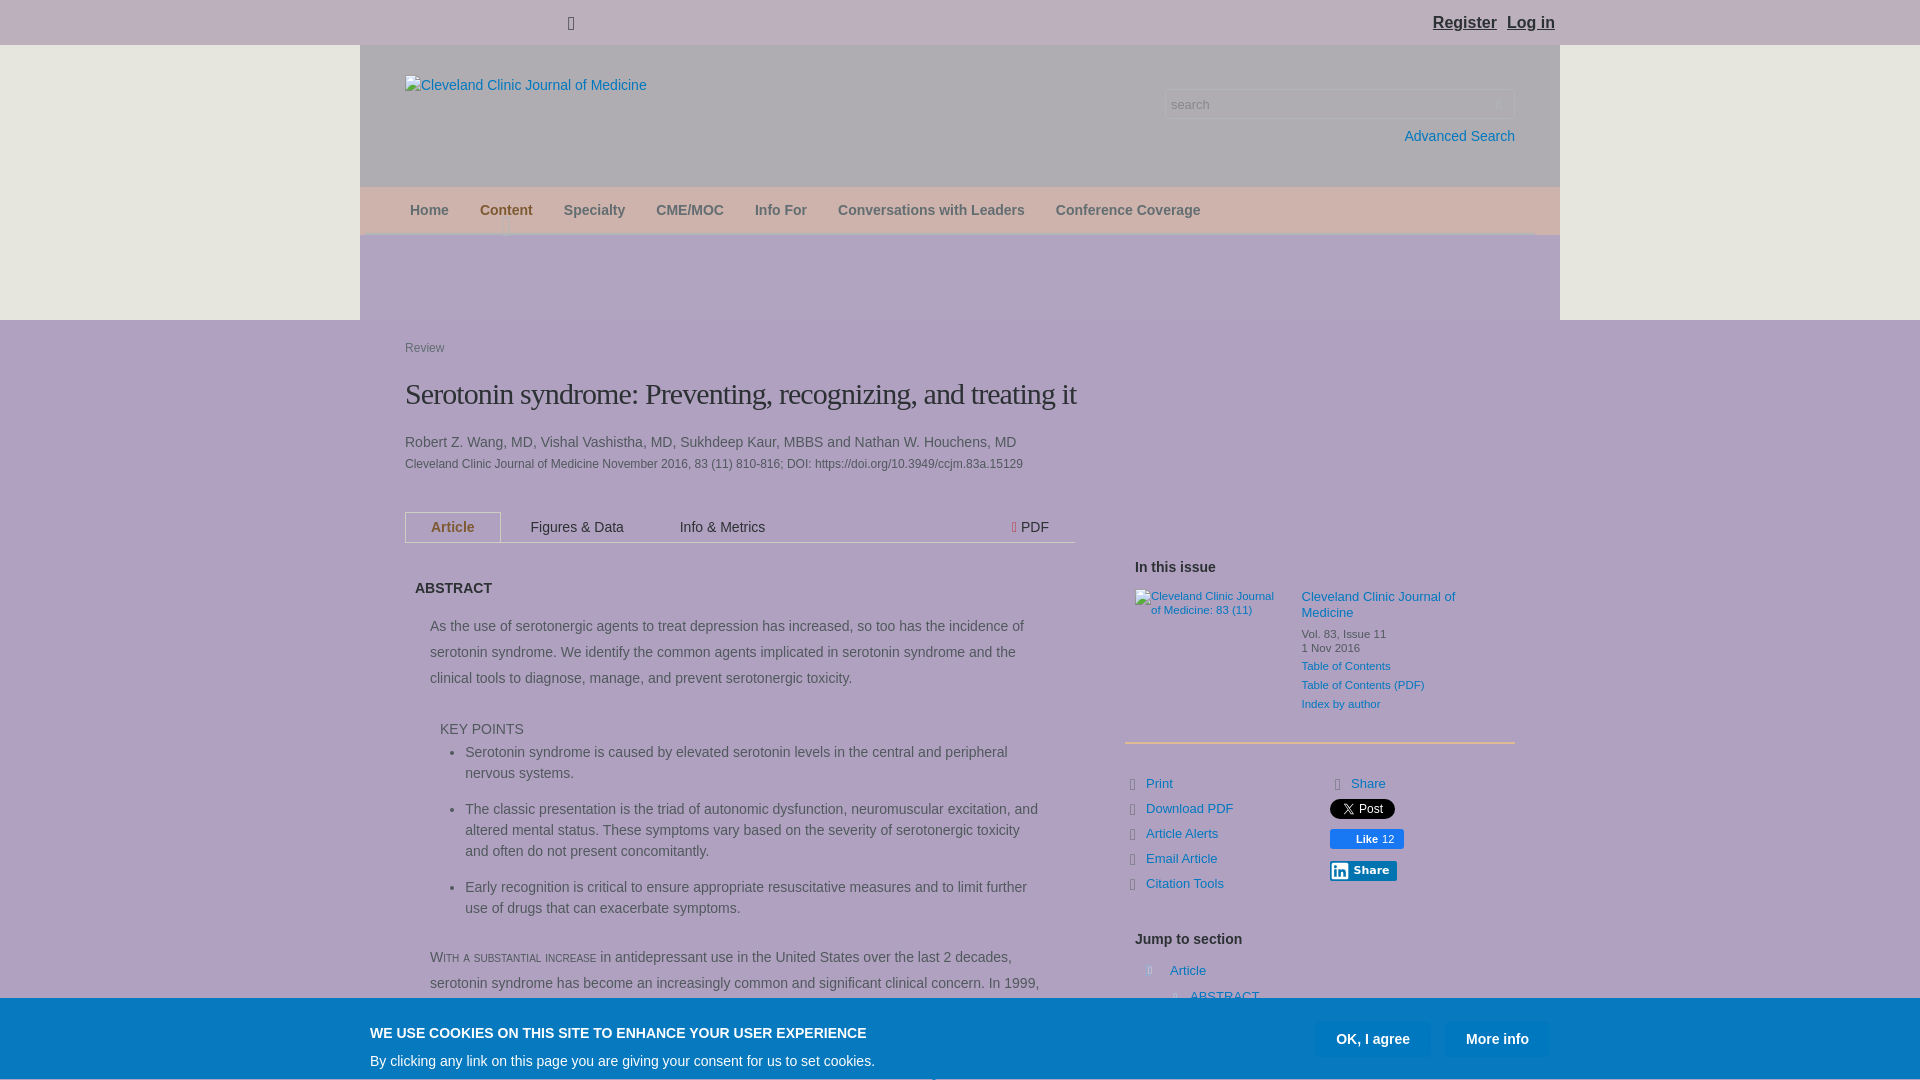 Register Log in
Cleveland Clinic Journal of Medicine
search
Advanced Search
Home Content Specialty CME/MOC Info For Conversations with Leaders Conference Coverage
Review
Serotonin syndrome: Preventing, recognizing, and treating it
Robert Z. Wang, MD, Vishal Vashistha, MD, Sukhdeep Kaur, MBBS and Nathan W. Houchens, MD
Cleveland Clinic Journal of Medicine November 2016, 83 (11) 810-816; DOI: https://doi.org/10.3949/ccjm.83a.15129
Article Figures & Data Info & Metrics PDF
ABSTRACT
As the use of serotonergic agents to treat depression has increased, so too has the incidence of
serotonin syndrome. We identify the common agents implicated in serotonin syndrome and the
clinical tools to diagnose, manage, and prevent serotonergic toxicity.
KEY POINTS
• Serotonin syndrome is caused by elevated serotonin levels in the central and peripheral
nervous systems.
• The classic presentation is the triad of autonomic dysfunction, neuromuscular excitation, and
altered mental status. These symptoms vary based on the severity of serotonergic toxicity
and often do not present concomitantly.
• Early recognition is critical to ensure appropriate resuscitative measures and to limit further
use of drugs that can exacerbate symptoms.
With a substantial increase in antidepressant use in the United States over the last 2 decades,
serotonin syndrome has become an increasingly common and significant clinical concern. In 1999,
In this issue
Cleveland Clinic Journal
of Medicine: 83 (11)
Cleveland Clinic Journal of
Medicine
Vol. 83, Issue 11
1 Nov 2016
Table of Contents
Table of Contents (PDF)
Index by author
Print
Download PDF
Article Alerts
Email Article
Citation Tools
Share
Post
Like 12
Share
Jump to section
Article
ABSTRACT
WE USE COOKIES ON THIS SITE TO ENHANCE YOUR USER EXPERIENCE
By clicking any link on this page you are giving your consent for us to set cookies.
OK, I agree More info